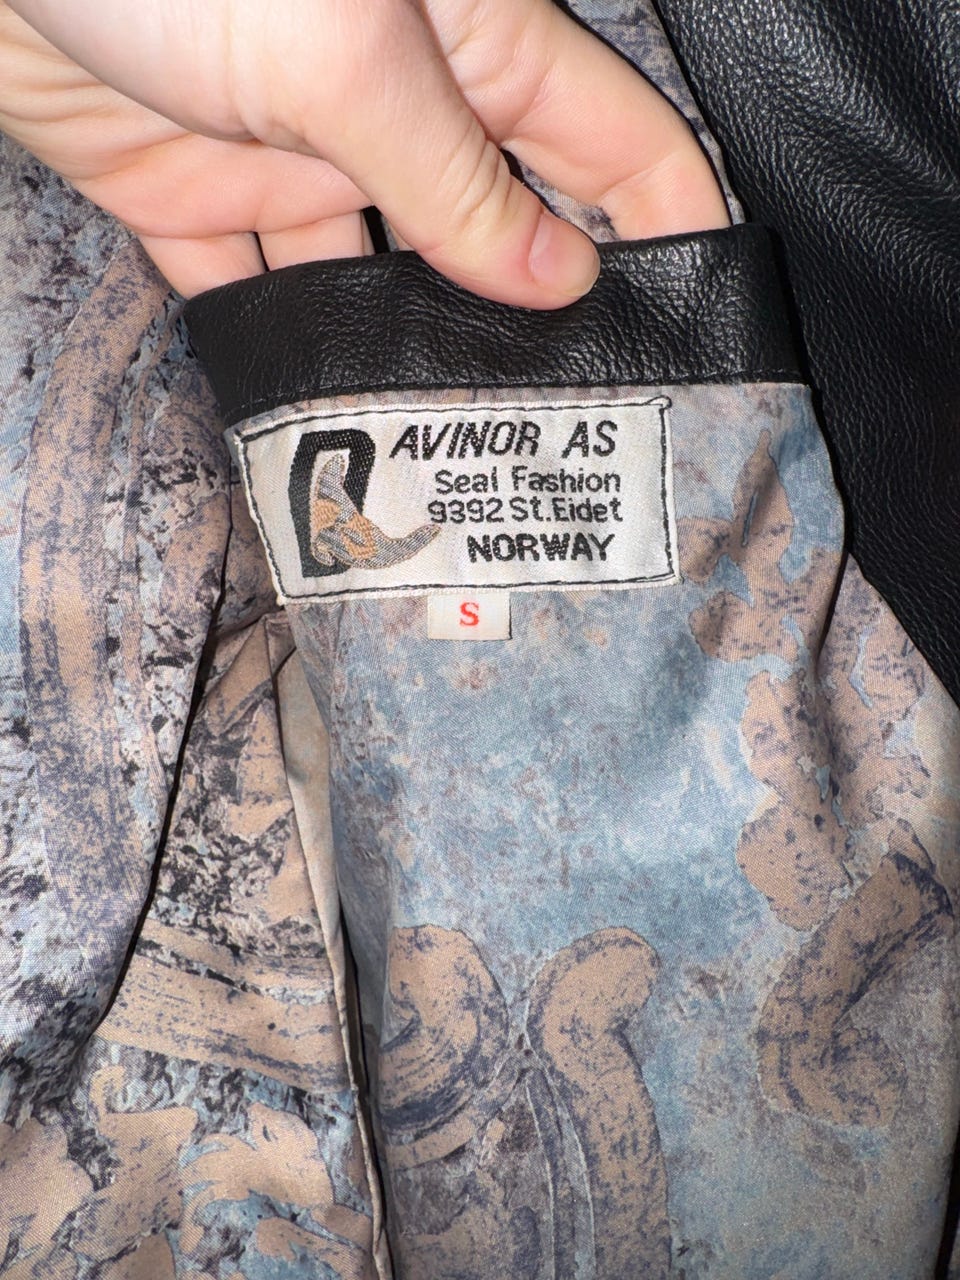 AVINOR AS
Seal Fashion
9392 St. Eidet
NORWAY
S